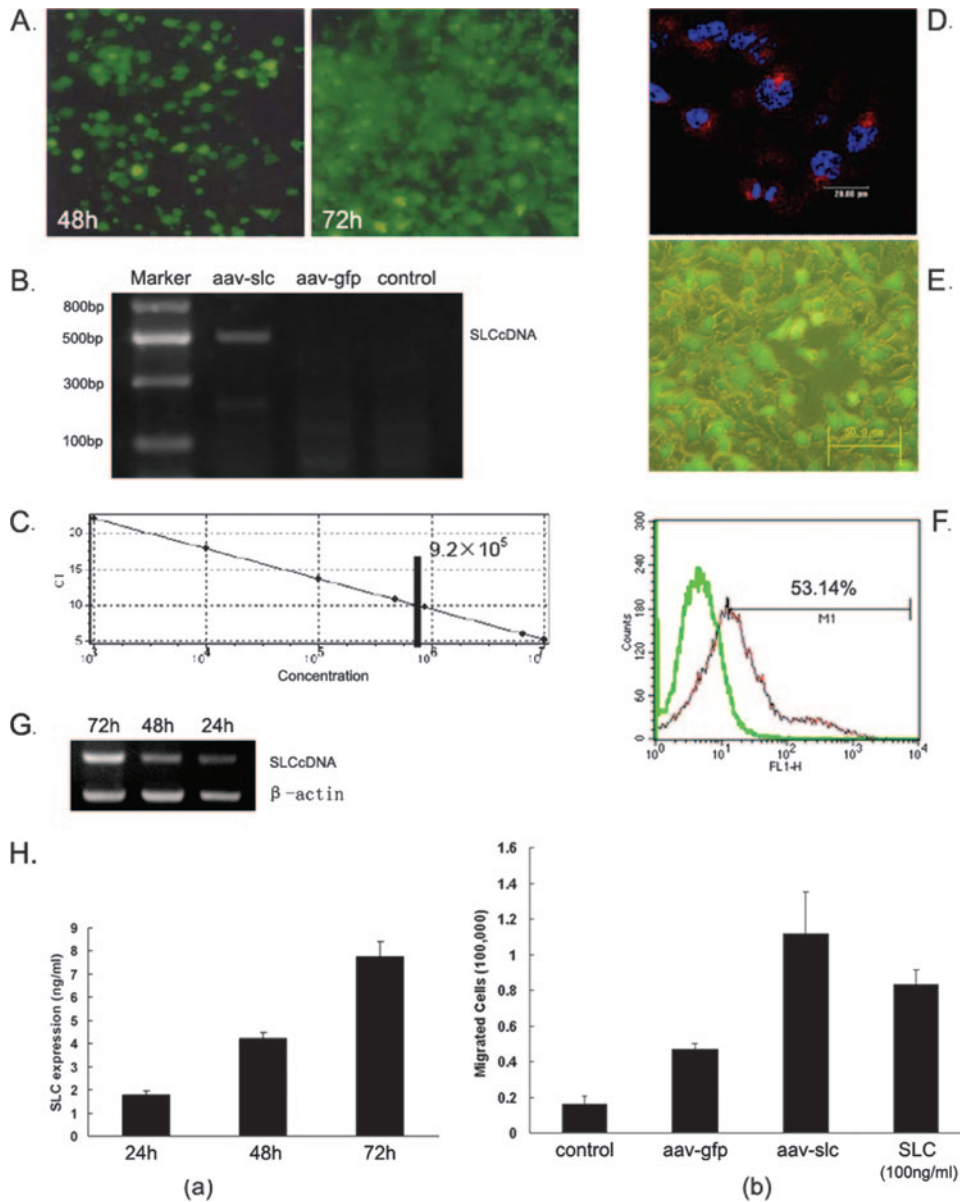 A.
48h
72h
D.
20.00 µm
B.
Marker aav-slc aav-gfp control
800bp
500bp
300bp
100bp
SLCcDNA
E.
C.
CT
20
15
10
5
9.2×10⁵
10³ 10⁴ 10⁵ 10⁶ 10⁷
Concentration
F.
Counts
300
240
180
120
60
0
53.14%
M1
10⁰ 10¹ 10² 10³ 10⁴
FL1-H
G.
72h 48h 24h
SLCcDNA
β-actin
H.
SLC expression (ng/ml)
9
8
7
6
5
4
3
2
1
0
24h 48h 72h
(a)
Migrated Cells (100,000)
1.6
1.4
1.2
1
0.8
0.6
0.4
0.2
0
control aav-gfp aav-slc SLC
(100ng/ml)
(b)